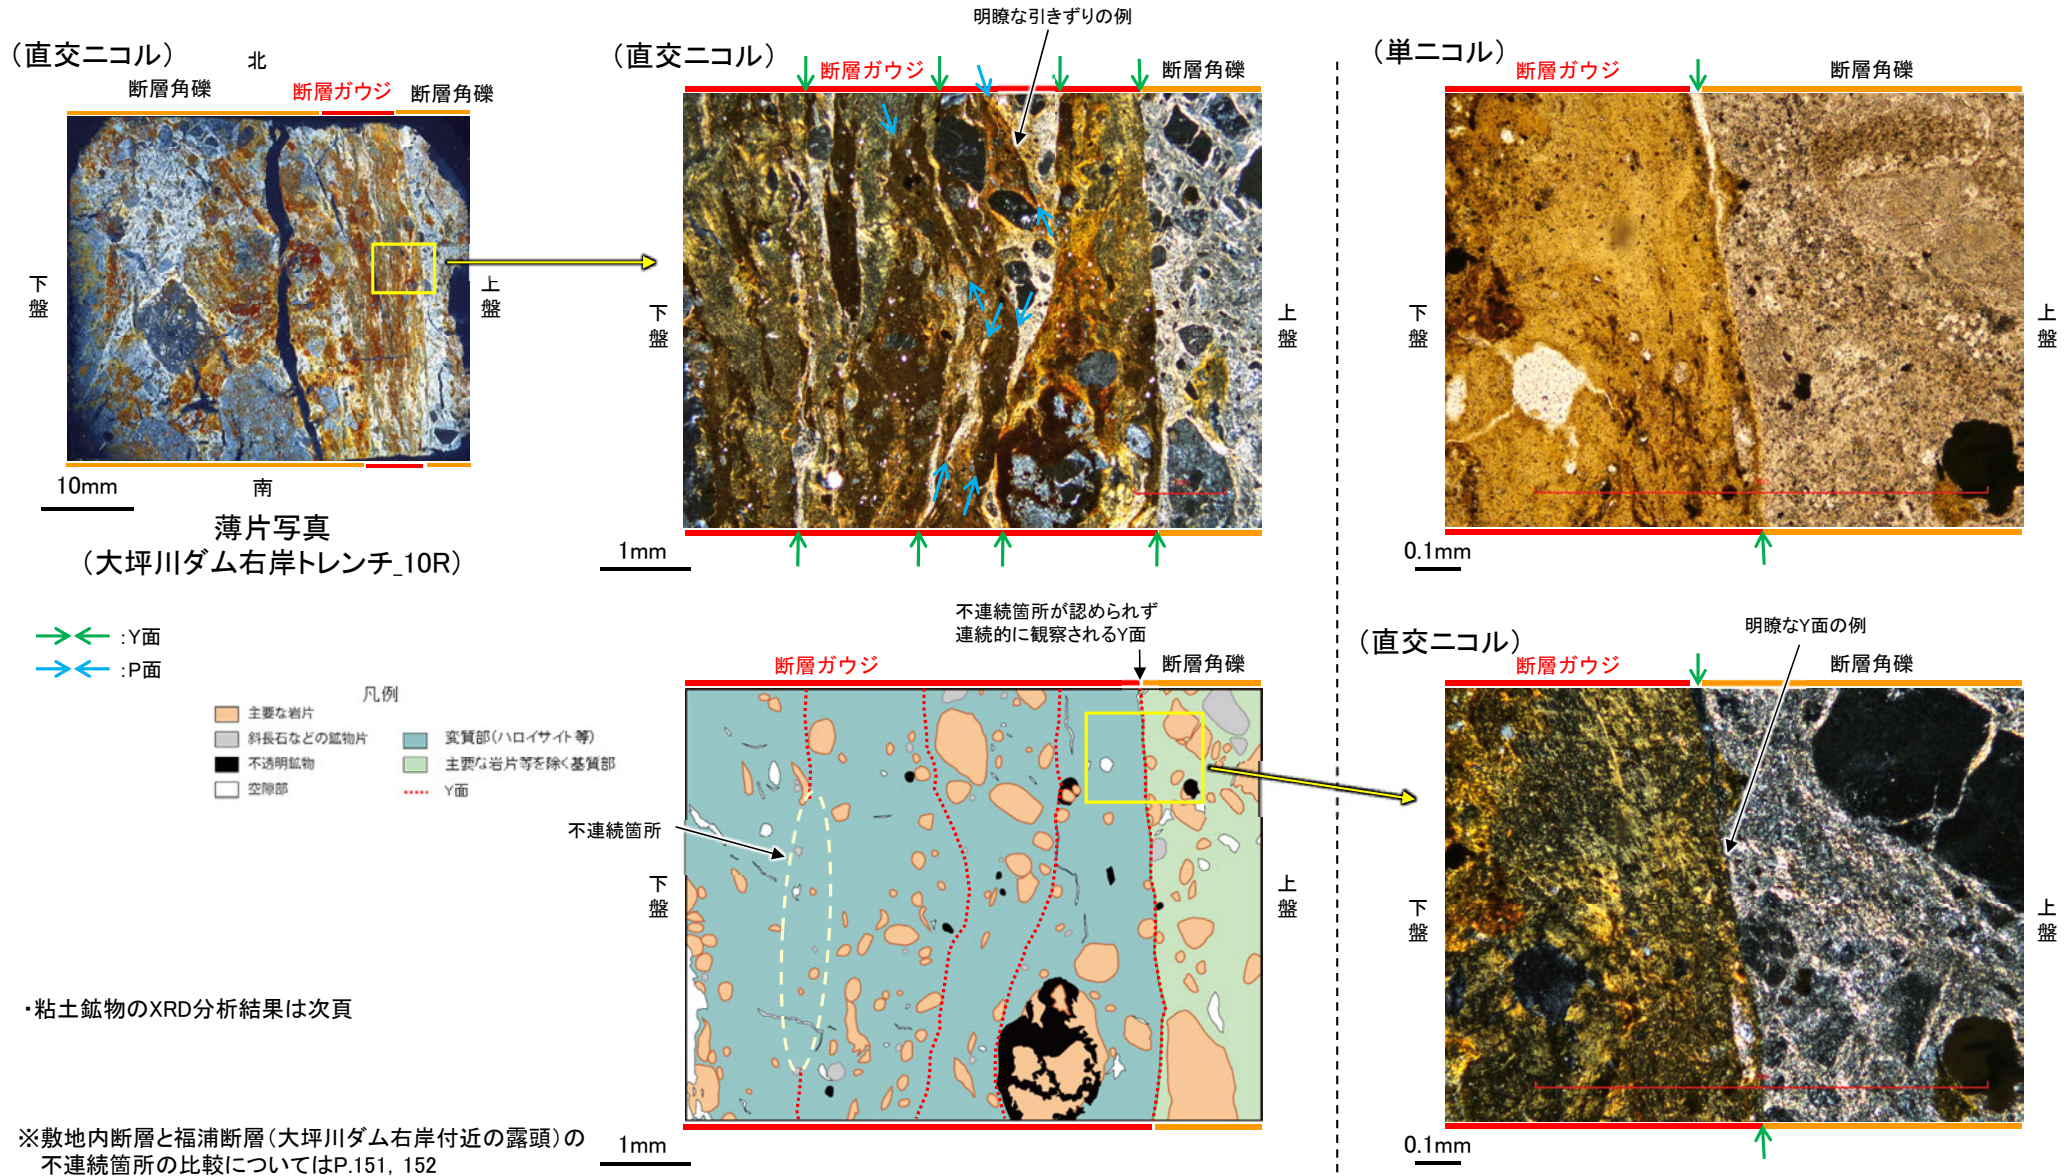 (直交ニコル)
北
断層角礫
断層ガウジ
断層角礫
下盤
上盤
10mm
南
薄片写真
(大坪川ダム右岸トレンチ_10R)
明瞭な引きずりの例
(直交ニコル)
断層ガウジ
断層角礫
下盤
上盤
1mm
(単ニコル)
断層ガウジ
断層角礫
下盤
上盤
0.1mm
:Y面
:P面
凡例
主要な岩片
斜長石などの鉱物片
不透明鉱物
空隙部
変質部(ハロイサイト等)
主要な岩片等を除く基質部
Y面
不連続箇所が認められず
連続的に観察されるY面
断層ガウジ
断層角礫
不連続箇所
下盤
上盤
1mm
(直交ニコル)
明瞭なY面の例
断層ガウジ
断層角礫
下盤
上盤
0.1mm
・粘土鉱物のXRD分析結果は次頁
※敷地内断層と福浦断層(大坪川ダム右岸付近の露頭)の
不連続箇所の比較についてはP.151, 152